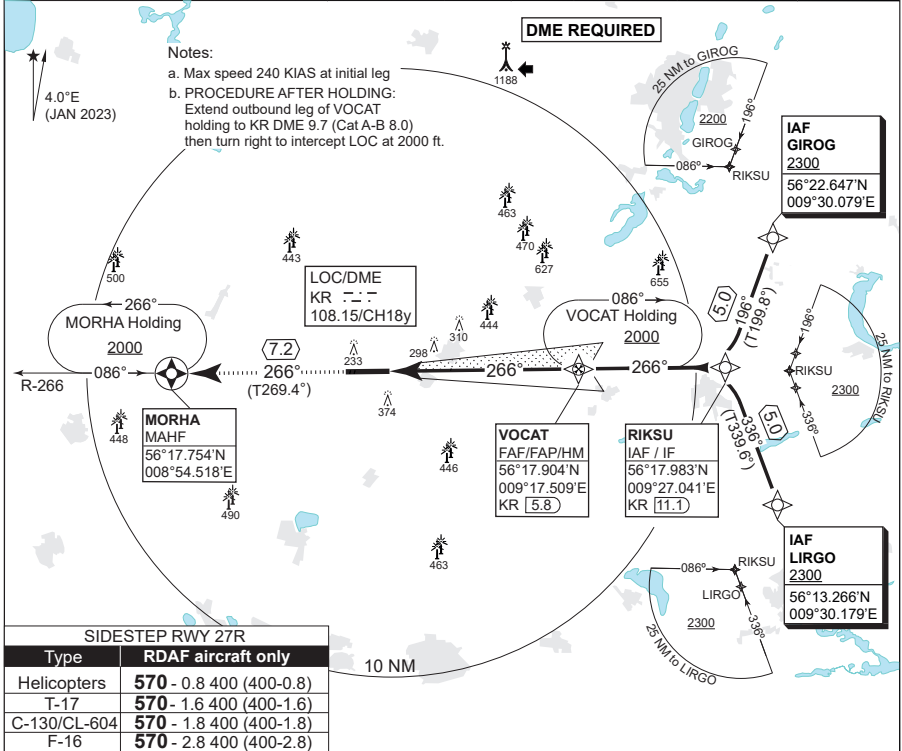 DME REQUIRED
Notes:
a. Max speed 240 KIAS at initial leg
b. PROCEDURE AFTER HOLDING:
Extend outbound leg of VOCAT
holding to KR DME 9.7 (Cat A-B 8.0)
then turn right to intercept LOC at 2000 ft.
4.0°E
(JAN 2023)
1188
25 NM to GIROG
2200
196°
GIROG
086°
RIKSU
IAF
GIROG
2300
56°22.647'N
009°30.079'E
463
470
627
655
443
500
LOC/DME
KR
108.15/CH18y
444
310
298
233
374
266°
MORHA Holding
2000
086°
R-266
7.2
266°
(T269.4°)
266°
086°
VOCAT Holding
2000
266°
5.0
196°
(T199.8°)
5.0
336°
(T339.6°)
196°
RIKSU
2300
336°
25 NM to RIKSU
MORHA
MAHF
56°17.754'N
008°54.518'E
448
490
446
463
VOCAT
FAF/FAP/HM
56°17.904'N
009°17.509'E
KR 5.8
RIKSU
IAF / IF
56°17.983'N
009°27.041'E
KR 11.1
IAF
LIRGO
2300
56°13.266'N
009°30.179'E
086°
RIKSU
LIRGO
2300
336°
25 NM to LIRGO
10 NM
SIDESTEP RWY 27R
Type RDAF aircraft only
Helicopters 570 - 0.8 400 (400-0.8)
T-17 570 - 1.6 400 (400-1.6)
C-130/CL-604 570 - 1.8 400 (400-1.8)
F-16 570 - 2.8 400 (400-2.8)